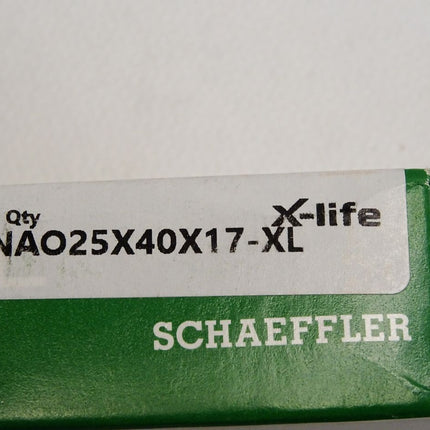 Qty X-life
NAO25X40X17-XL
SCHAEFFLER